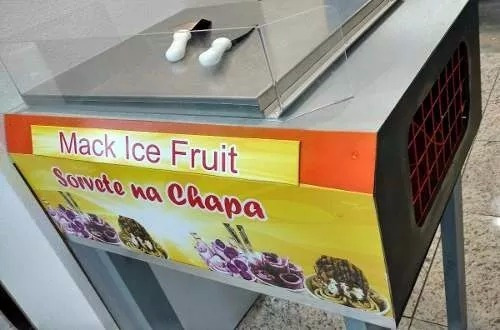 Mack Ice Fruit
Sorvete na Chapa